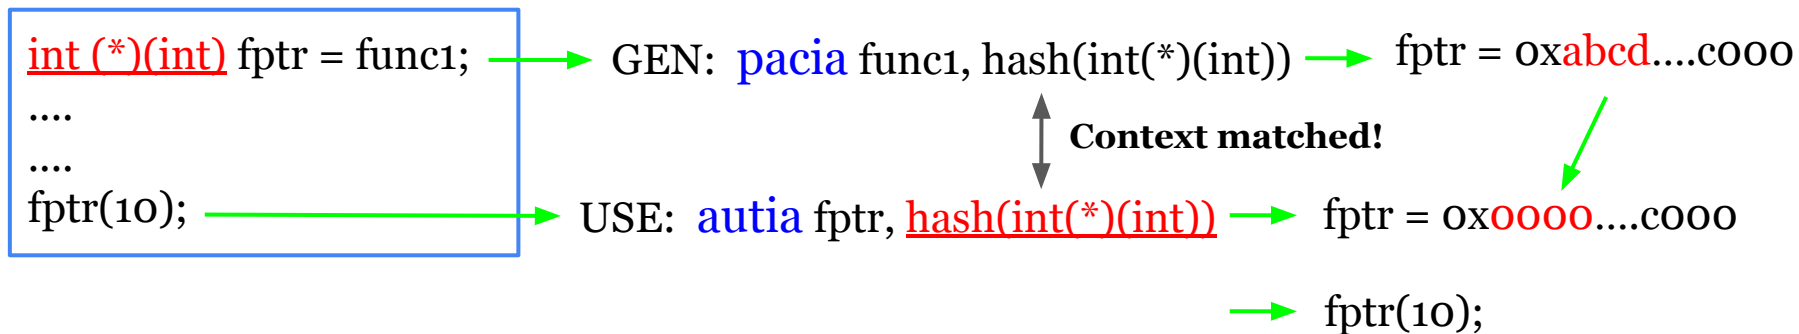 int (*)(int) fptr = func1;
....
....
fptr(10);
GEN: pacia func1, hash(int(*)(int))
fptr = 0xabcd....c000
Context matched!
USE: autia fptr, hash(int(*)(int))
fptr = 0x0000....c000
fptr(10);